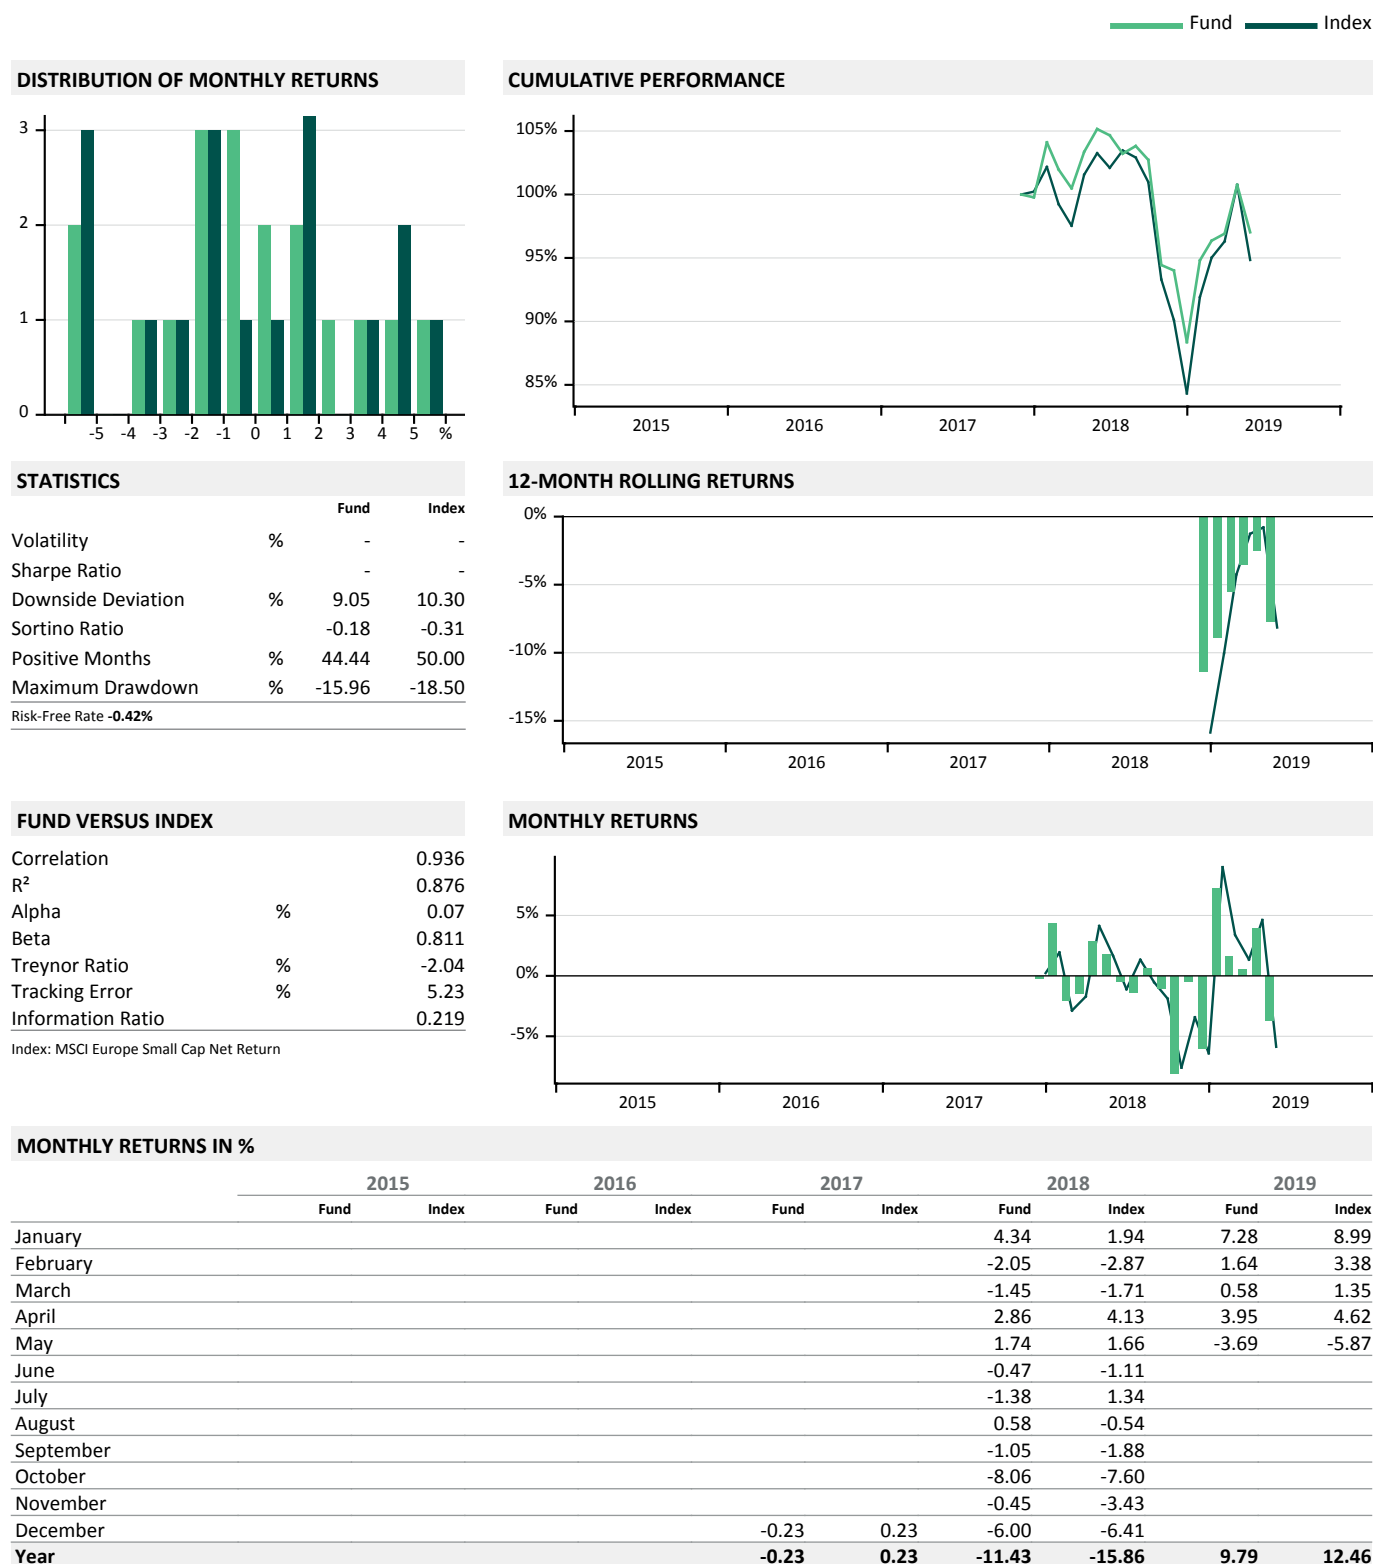 Fund Index
DISTRIBUTION OF MONTHLY RETURNS
3
2
1
0
-5 -4 -3 -2 -1 0 1 2 3 4 5 %
CUMULATIVE PERFORMANCE
105%
100%
95%
90%
85%
2015 2016 2017 2018 2019
STATISTICS
Fund Index
Volatility % - -
Sharpe Ratio - -
Downside Deviation % 9.05 10.30
Sortino Ratio -0.18 -0.31
Positive Months % 44.44 50.00
Maximum Drawdown % -15.96 -18.50
Risk-Free Rate -0.42%
12-MONTH ROLLING RETURNS
0%
-5%
-10%
-15%
2015 2016 2017 2018 2019
FUND VERSUS INDEX
Correlation 0.936
R² 0.876
Alpha % 0.07
Beta 0.811
Treynor Ratio % -2.04
Tracking Error % 5.23
Information Ratio 0.219
Index: MSCI Europe Small Cap Net Return
MONTHLY RETURNS
5%
0%
-5%
2015 2016 2017 2018 2019
MONTHLY RETURNS IN %
2015 2016 2017 2018 2019
Fund Index Fund Index Fund Index Fund Index Fund Index
January 4.34 1.94 7.28 8.99
February -2.05 -2.87 1.64 3.38
March -1.45 -1.71 0.58 1.35
April 2.86 4.13 3.95 4.62
May 1.74 1.66 -3.69 -5.87
June -0.47 -1.11
July -1.38 1.34
August 0.58 -0.54
September -1.05 -1.88
October -8.06 -7.60
November -0.45 -3.43
December -0.23 0.23 -6.00 -6.41
Year -0.23 0.23 -11.43 -15.86 9.79 12.46